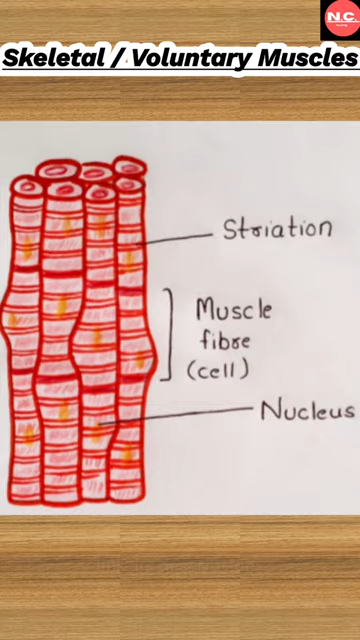 N.C.
Skeletal / Voluntary Muscles
Striation
Muscle
fibre
(cell)
Nucleus